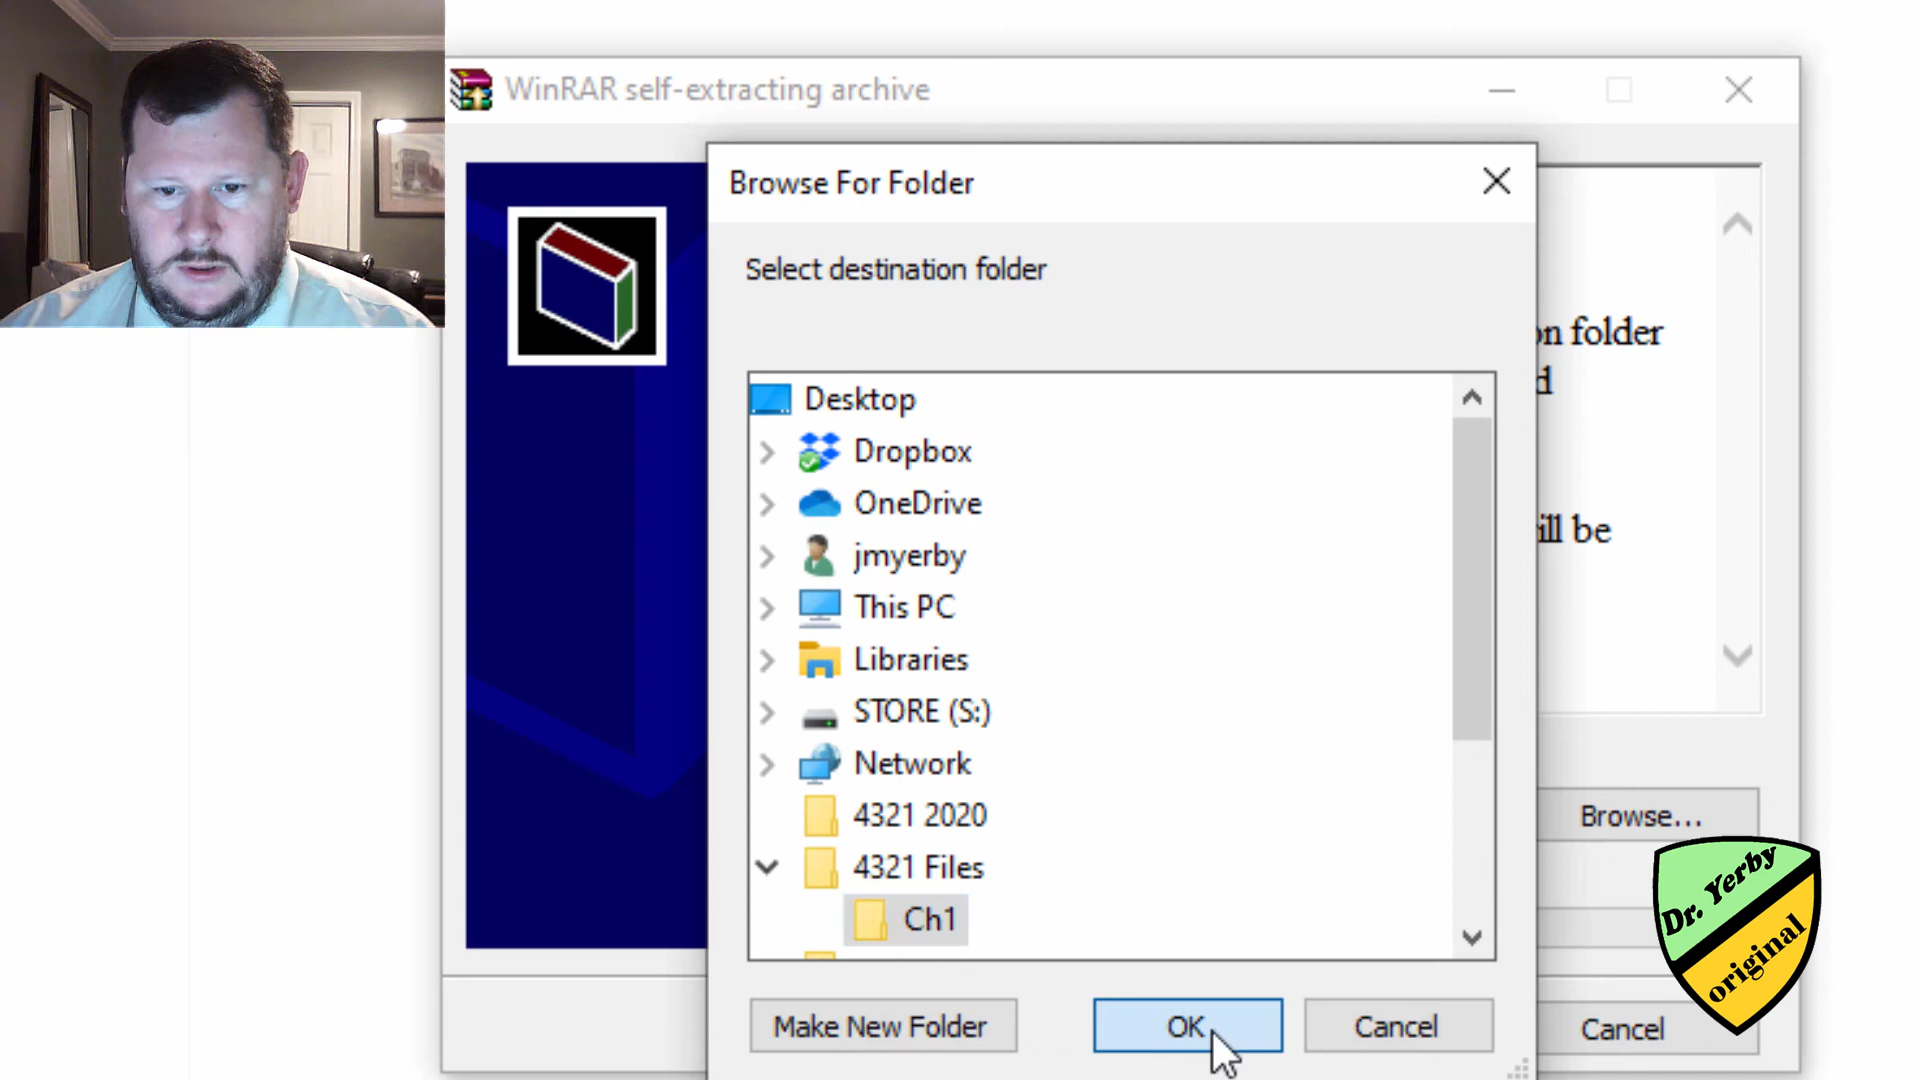 WinRAR self-extracting archive
Browse For Folder
Select destination folder
on folder
d
ill be
Desktop
Dropbox
OneDrive
jmyerby
This PC
Libraries
STORE (S:)
Network
4321 2020
4321 Files
Ch1
Browse...
Make New Folder
OK
Cancel
Cancel
Dr. Yerby
original